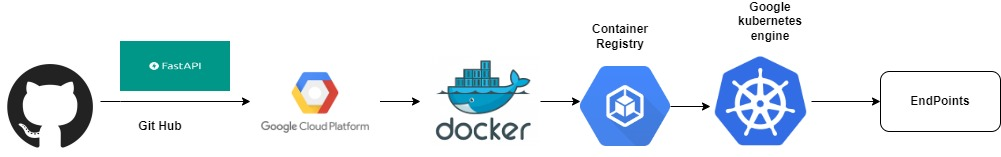 FastAPI
Git Hub
Google Cloud Platform
docker
Container
Registry
Google
kubernetes
engine
EndPoints